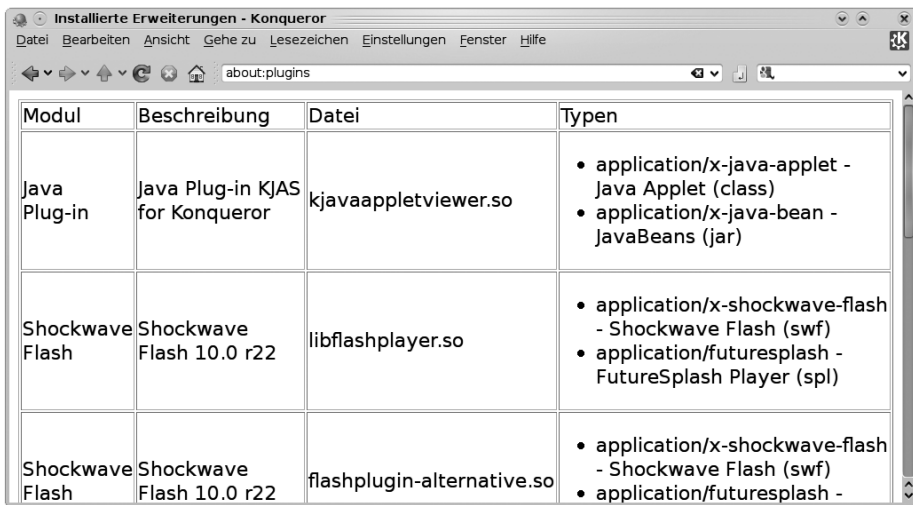 Installierte Erweiterungen - Konqueror
Datei Bearbeiten Ansicht Gehe zu Lesezeichen Einstellungen Fenster Hilfe
about:plugins
Modul Beschreibung Datei Typen
Java
Plug-in
Java Plug-in KJAS
for Konqueror
kjavaappletviewer.so
• application/x-java-applet -
Java Applet (class)
• application/x-java-bean -
JavaBeans (jar)
Shockwave
Flash
Shockwave
Flash 10.0 r22
libflashplayer.so
• application/x-shockwave-flash
- Shockwave Flash (swf)
• application/futuresplash -
FutureSplash Player (spl)
Shockwave
Flash
Shockwave
Flash 10.0 r22
flashplugin-alternative.so
• application/x-shockwave-flash
- Shockwave Flash (swf)
• application/futuresplash -